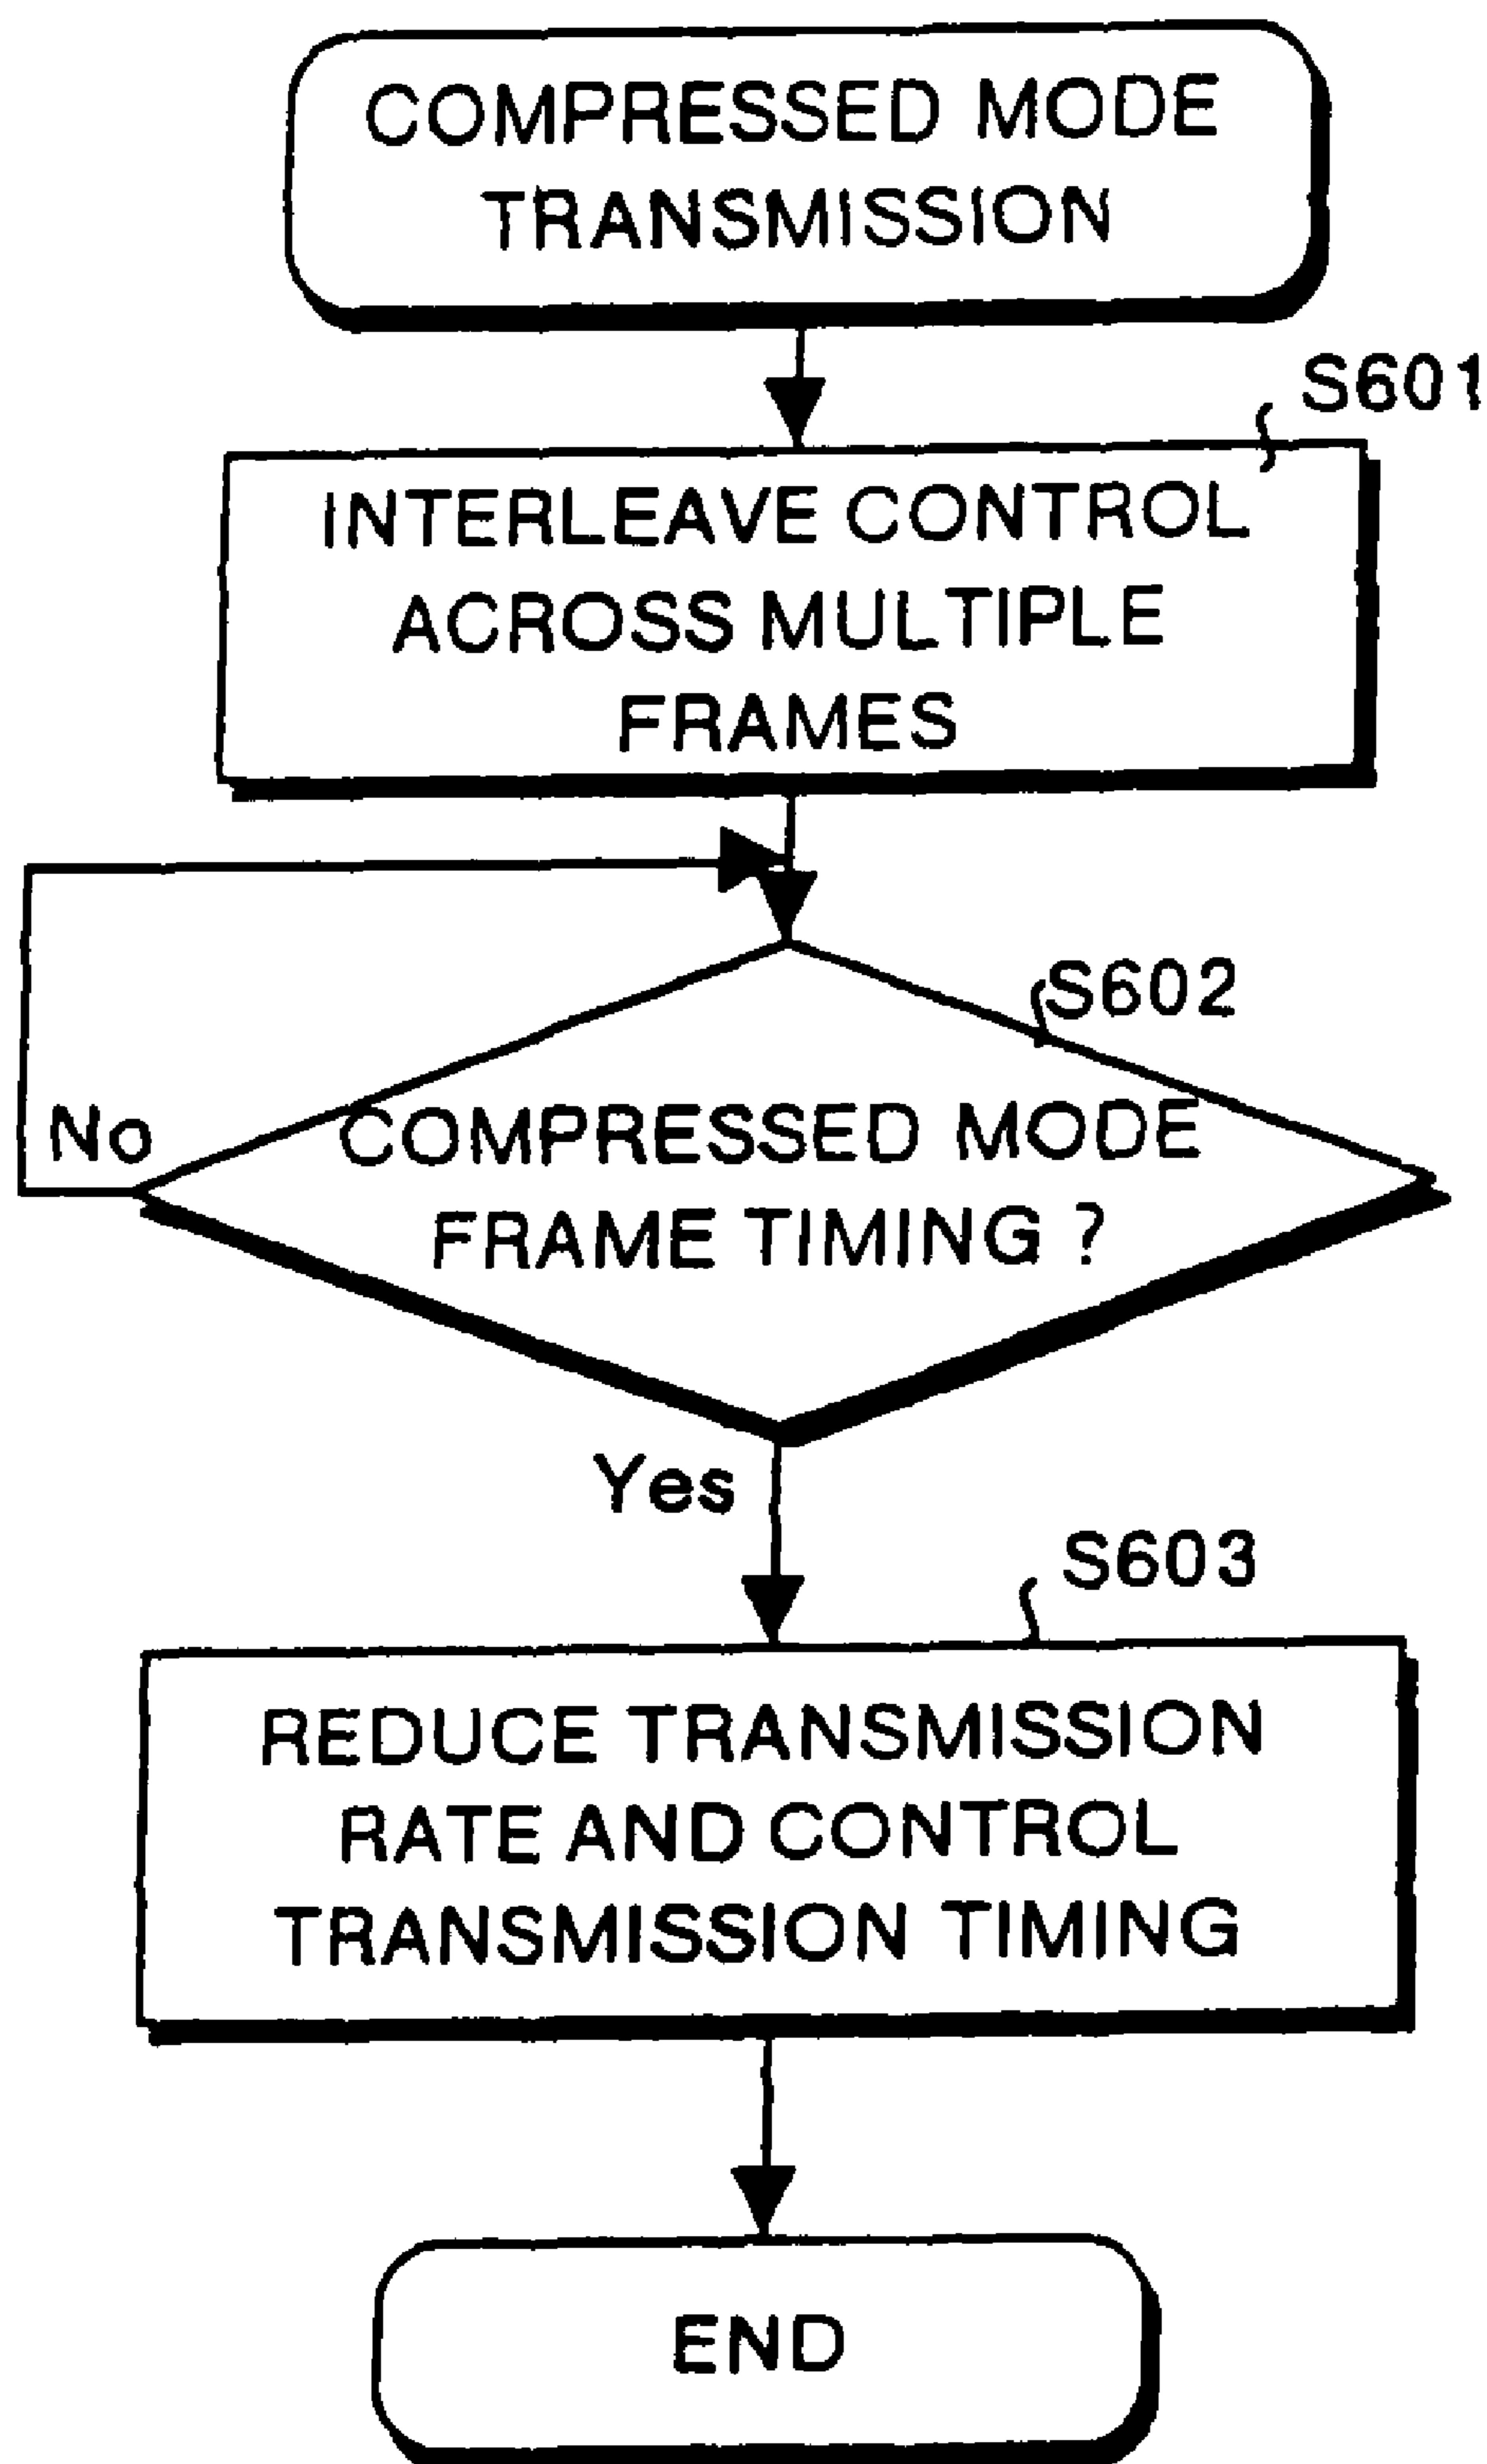 COMPRESSED MODE
TRANSMISSION
S601
INTERLEAVE CONTROL
ACROSS MULTIPLE
FRAMES
S602
No
COMPRESSED MODE
FRAME TIMING ?
Yes
S603
REDUCE TRANSMISSION
RATE AND CONTROL
TRANSMISSION TIMING
END